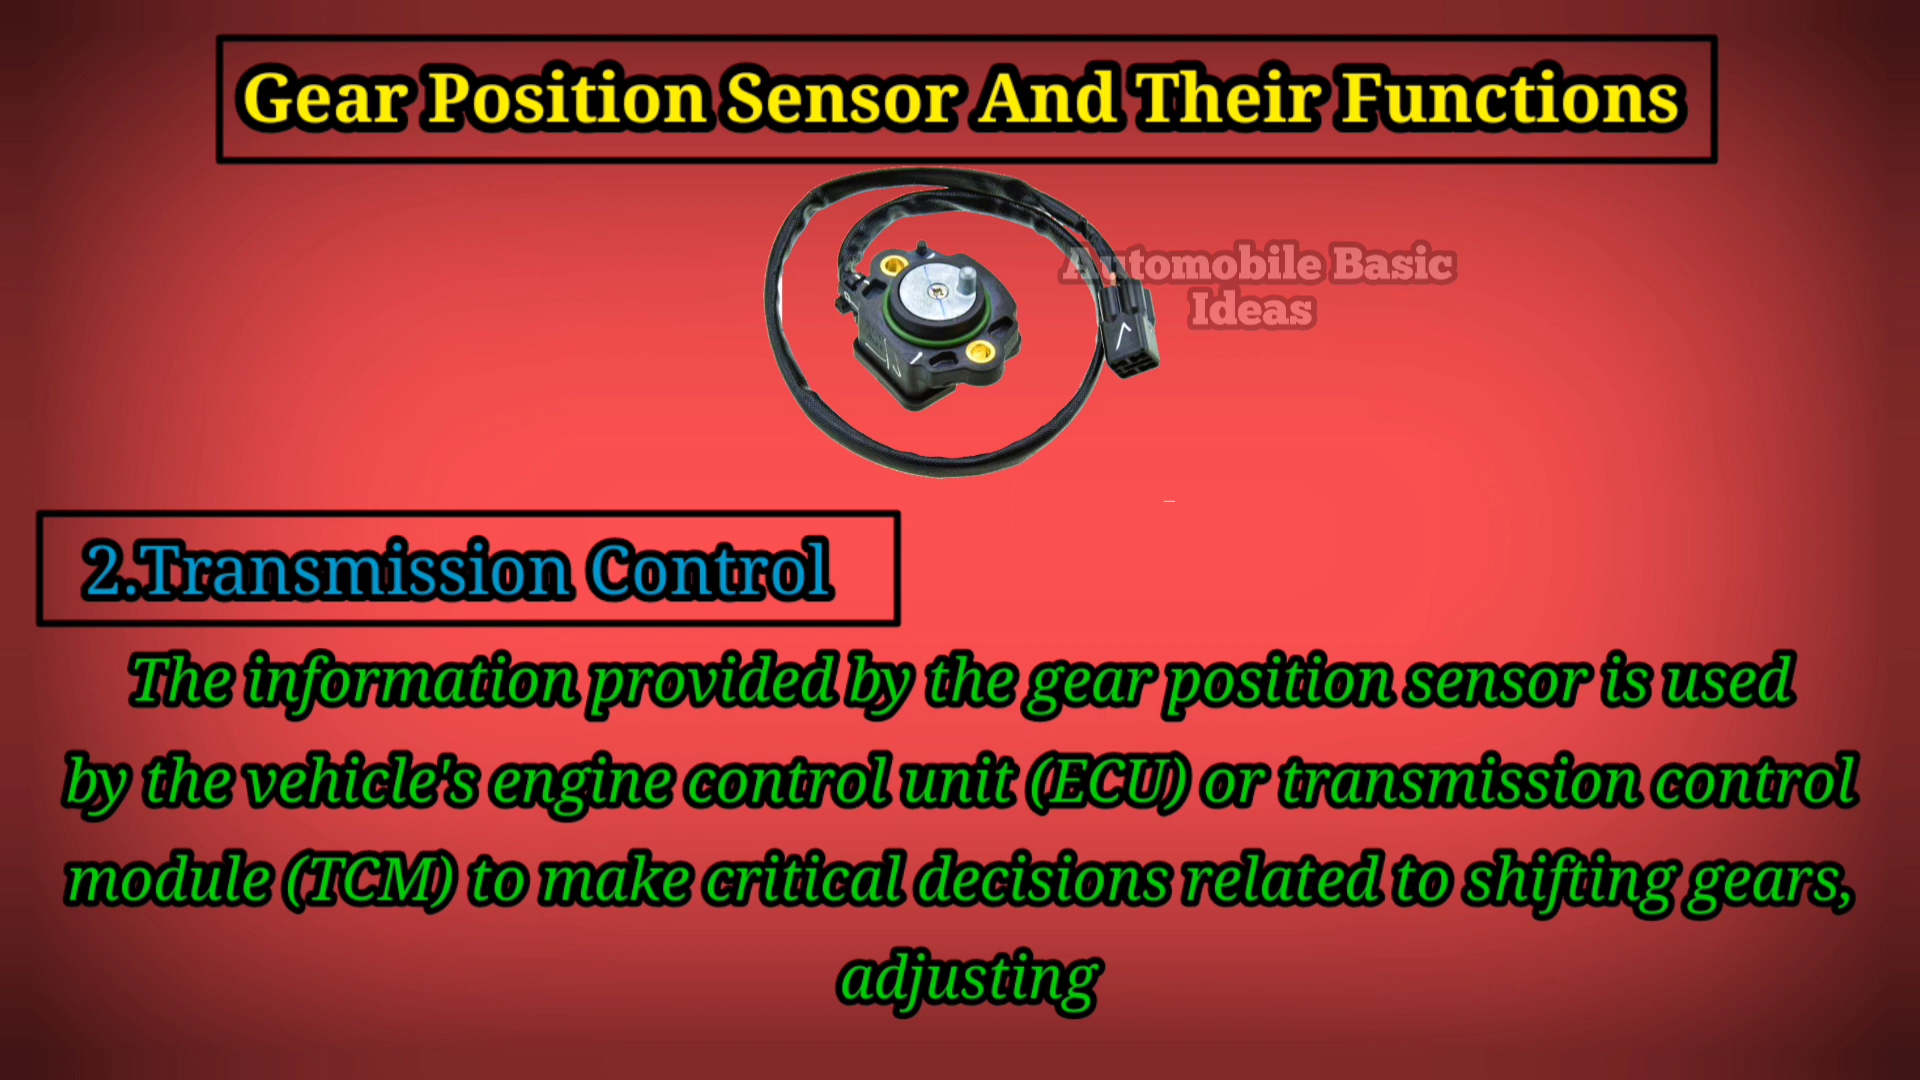 Gear Position Sensor And Their Functions
Automobile Basic
Ideas
2.Transmission Control
The information provided by the gear position sensor is used
by the vehicle's engine control unit (ECU) or transmission control
module (TCM) to make critical decisions related to shifting gears,
adjusting